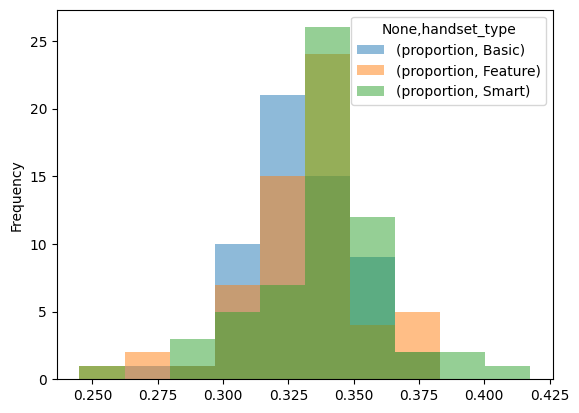 None,handset_type
(proportion, Basic)
(proportion, Feature)
(proportion, Smart)
Frequency
25
20
15
10
5
0
0.250 0.275 0.300 0.325 0.350 0.375 0.400 0.425